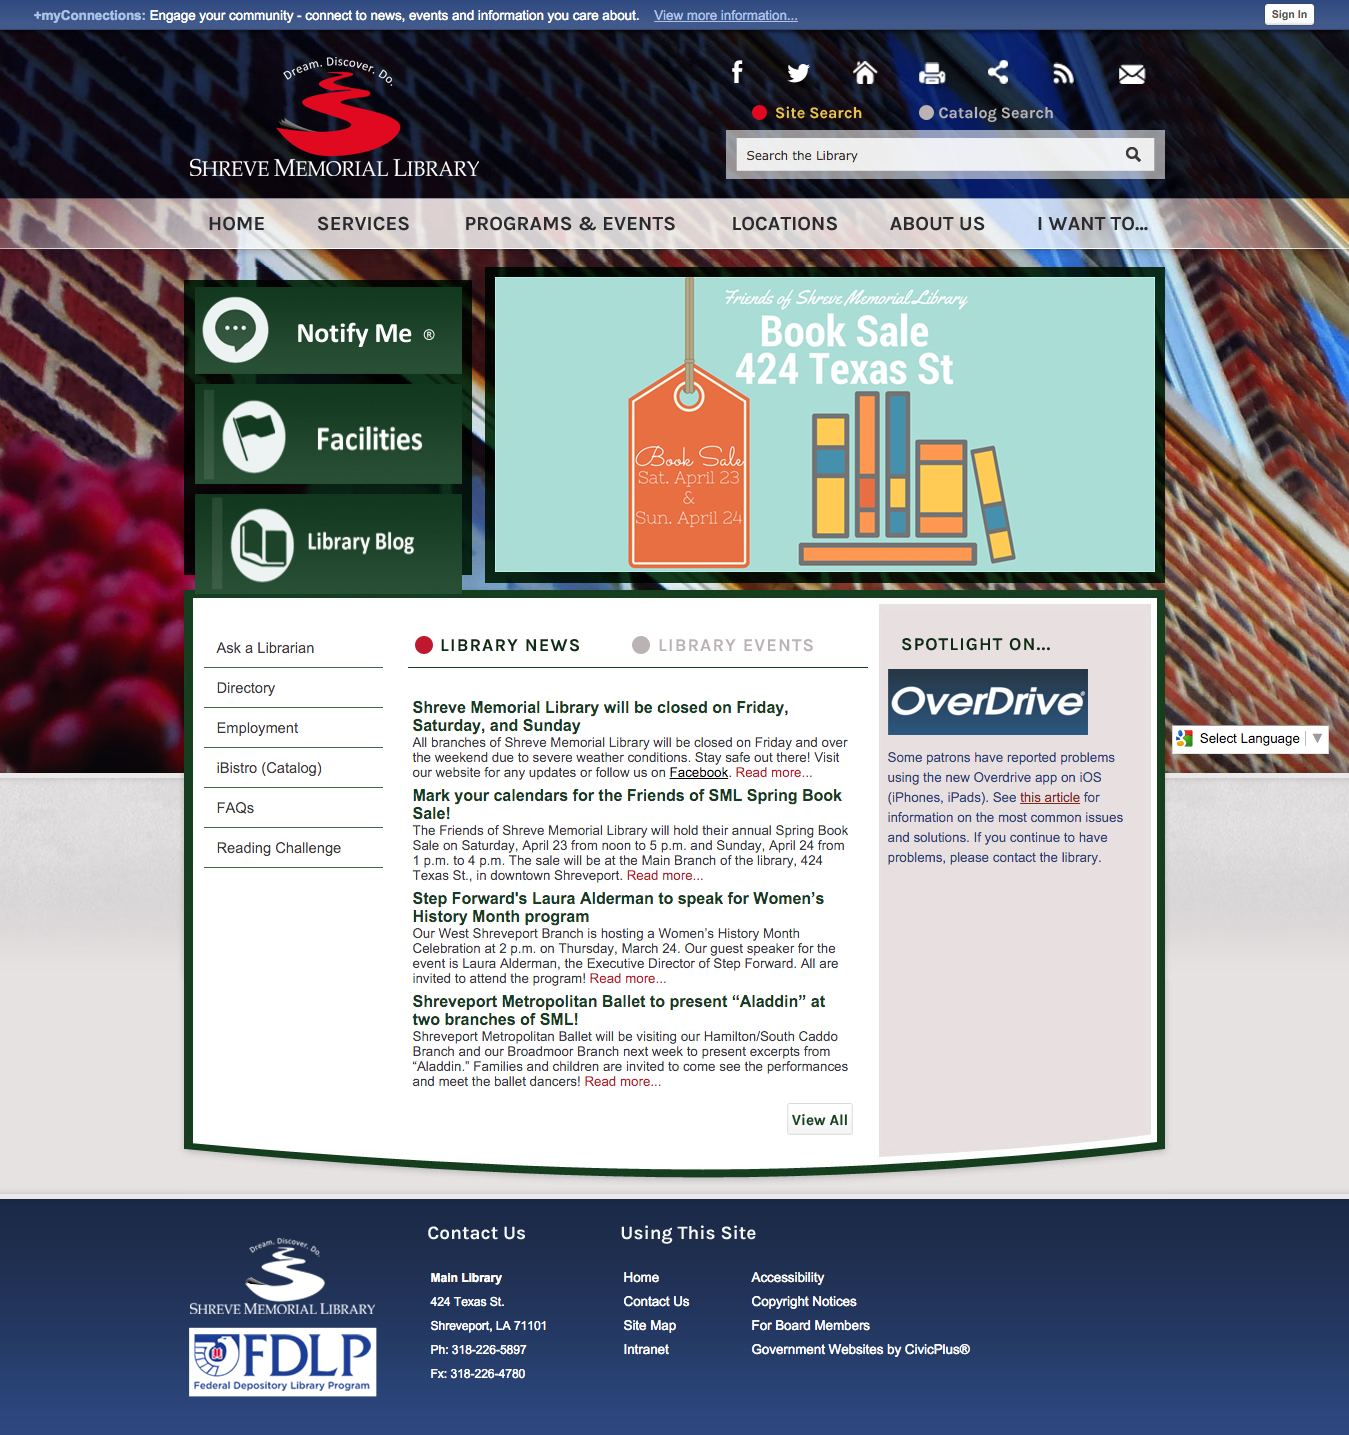 +myConnections: Engage your community - connect to news, events and information you care about. View more information...
Sign In
Dream. Discover. Do.
SHREVE MEMORIAL LIBRARY
Site Search
Catalog Search
Search the Library
HOME
SERVICES
PROGRAMS & EVENTS
LOCATIONS
ABOUT US
I WANT TO...
Notify Me ®
Facilities
Library Blog
Friends of Shreve Memorial Library
Book Sale
424 Texas St
Book Sale
Sat. April 23
&
Sun. April 24
Ask a Librarian
Directory
Employment
iBistro (Catalog)
FAQs
Reading Challenge
LIBRARY NEWS
LIBRARY EVENTS
Shreve Memorial Library will be closed on Friday,
Saturday, and Sunday
All branches of Shreve Memorial Library will be closed on Friday and over
the weekend due to severe weather conditions. Stay safe out there! Visit
our website for any updates or follow us on Facebook. Read more...
Mark your calendars for the Friends of SML Spring Book
Sale!
The Friends of Shreve Memorial Library will hold their annual Spring Book
Sale on Saturday, April 23 from noon to 5 p.m. and Sunday, April 24 from
1 p.m. to 4 p.m. The sale will be at the Main Branch of the library, 424
Texas St., in downtown Shreveport. Read more...
Step Forward's Laura Alderman to speak for Women’s
History Month program
Our West Shreveport Branch is hosting a Women’s History Month
Celebration at 2 p.m. on Thursday, March 24. Our guest speaker for the
event is Laura Alderman, the Executive Director of Step Forward. All are
invited to attend the program! Read more...
Shreveport Metropolitan Ballet to present “Aladdin” at
two branches of SML!
Shreveport Metropolitan Ballet will be visiting our Hamilton/South Caddo
Branch and our Broadmoor Branch next week to present excerpts from
“Aladdin.” Families and children are invited to come see the performances
and meet the ballet dancers! Read more...
View All
SPOTLIGHT ON...
OverDrive®
Some patrons have reported problems
using the new Overdrive app on iOS
(iPhones, iPads). See this article for
information on the most common issues
and solutions. If you continue to have
problems, please contact the library.
Select Language ▼
Dream. Discover. Do.
SHREVE MEMORIAL LIBRARY
FDLP
Federal Depository Library Program
Contact Us
Main Library
424 Texas St.
Shreveport, LA 71101
Ph: 318-226-5897
Fx: 318-226-4780
Using This Site
Home
Contact Us
Site Map
Intranet
Accessibility
Copyright Notices
For Board Members
Government Websites by CivicPlus®